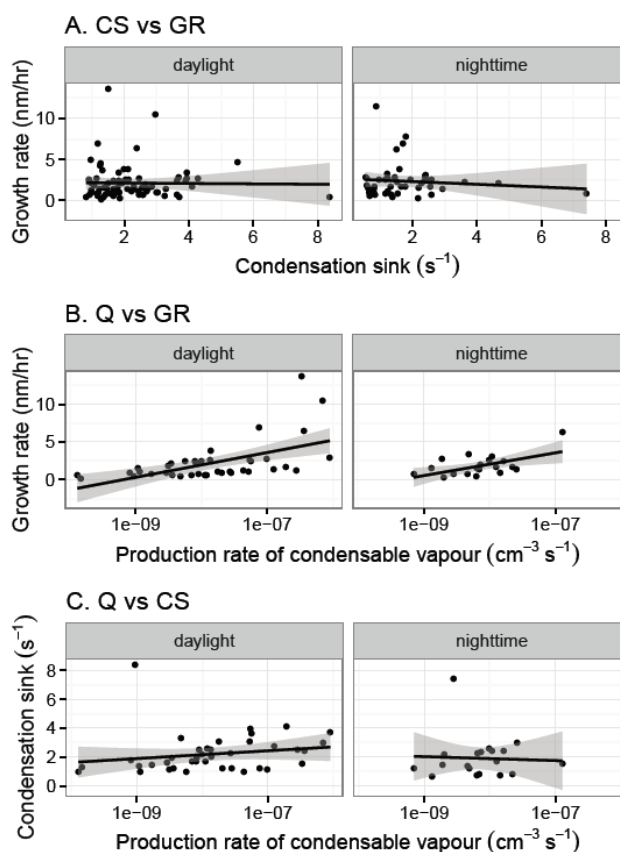 A. CS vs GR
daylight
nighttime
Growth rate (nm/hr)
10
5
0
2
4
6
8
2
4
6
8
Condensation sink (s⁻¹)
B. Q vs GR
daylight
nighttime
Growth rate (nm/hr)
10
5
0
1e−09
1e−07
1e−09
1e−07
Production rate of condensable vapour (cm⁻³ s⁻¹)
C. Q vs CS
daylight
nighttime
Condensation sink (s⁻¹)
8
6
4
2
0
1e−09
1e−07
1e−09
1e−07
Production rate of condensable vapour (cm⁻³ s⁻¹)